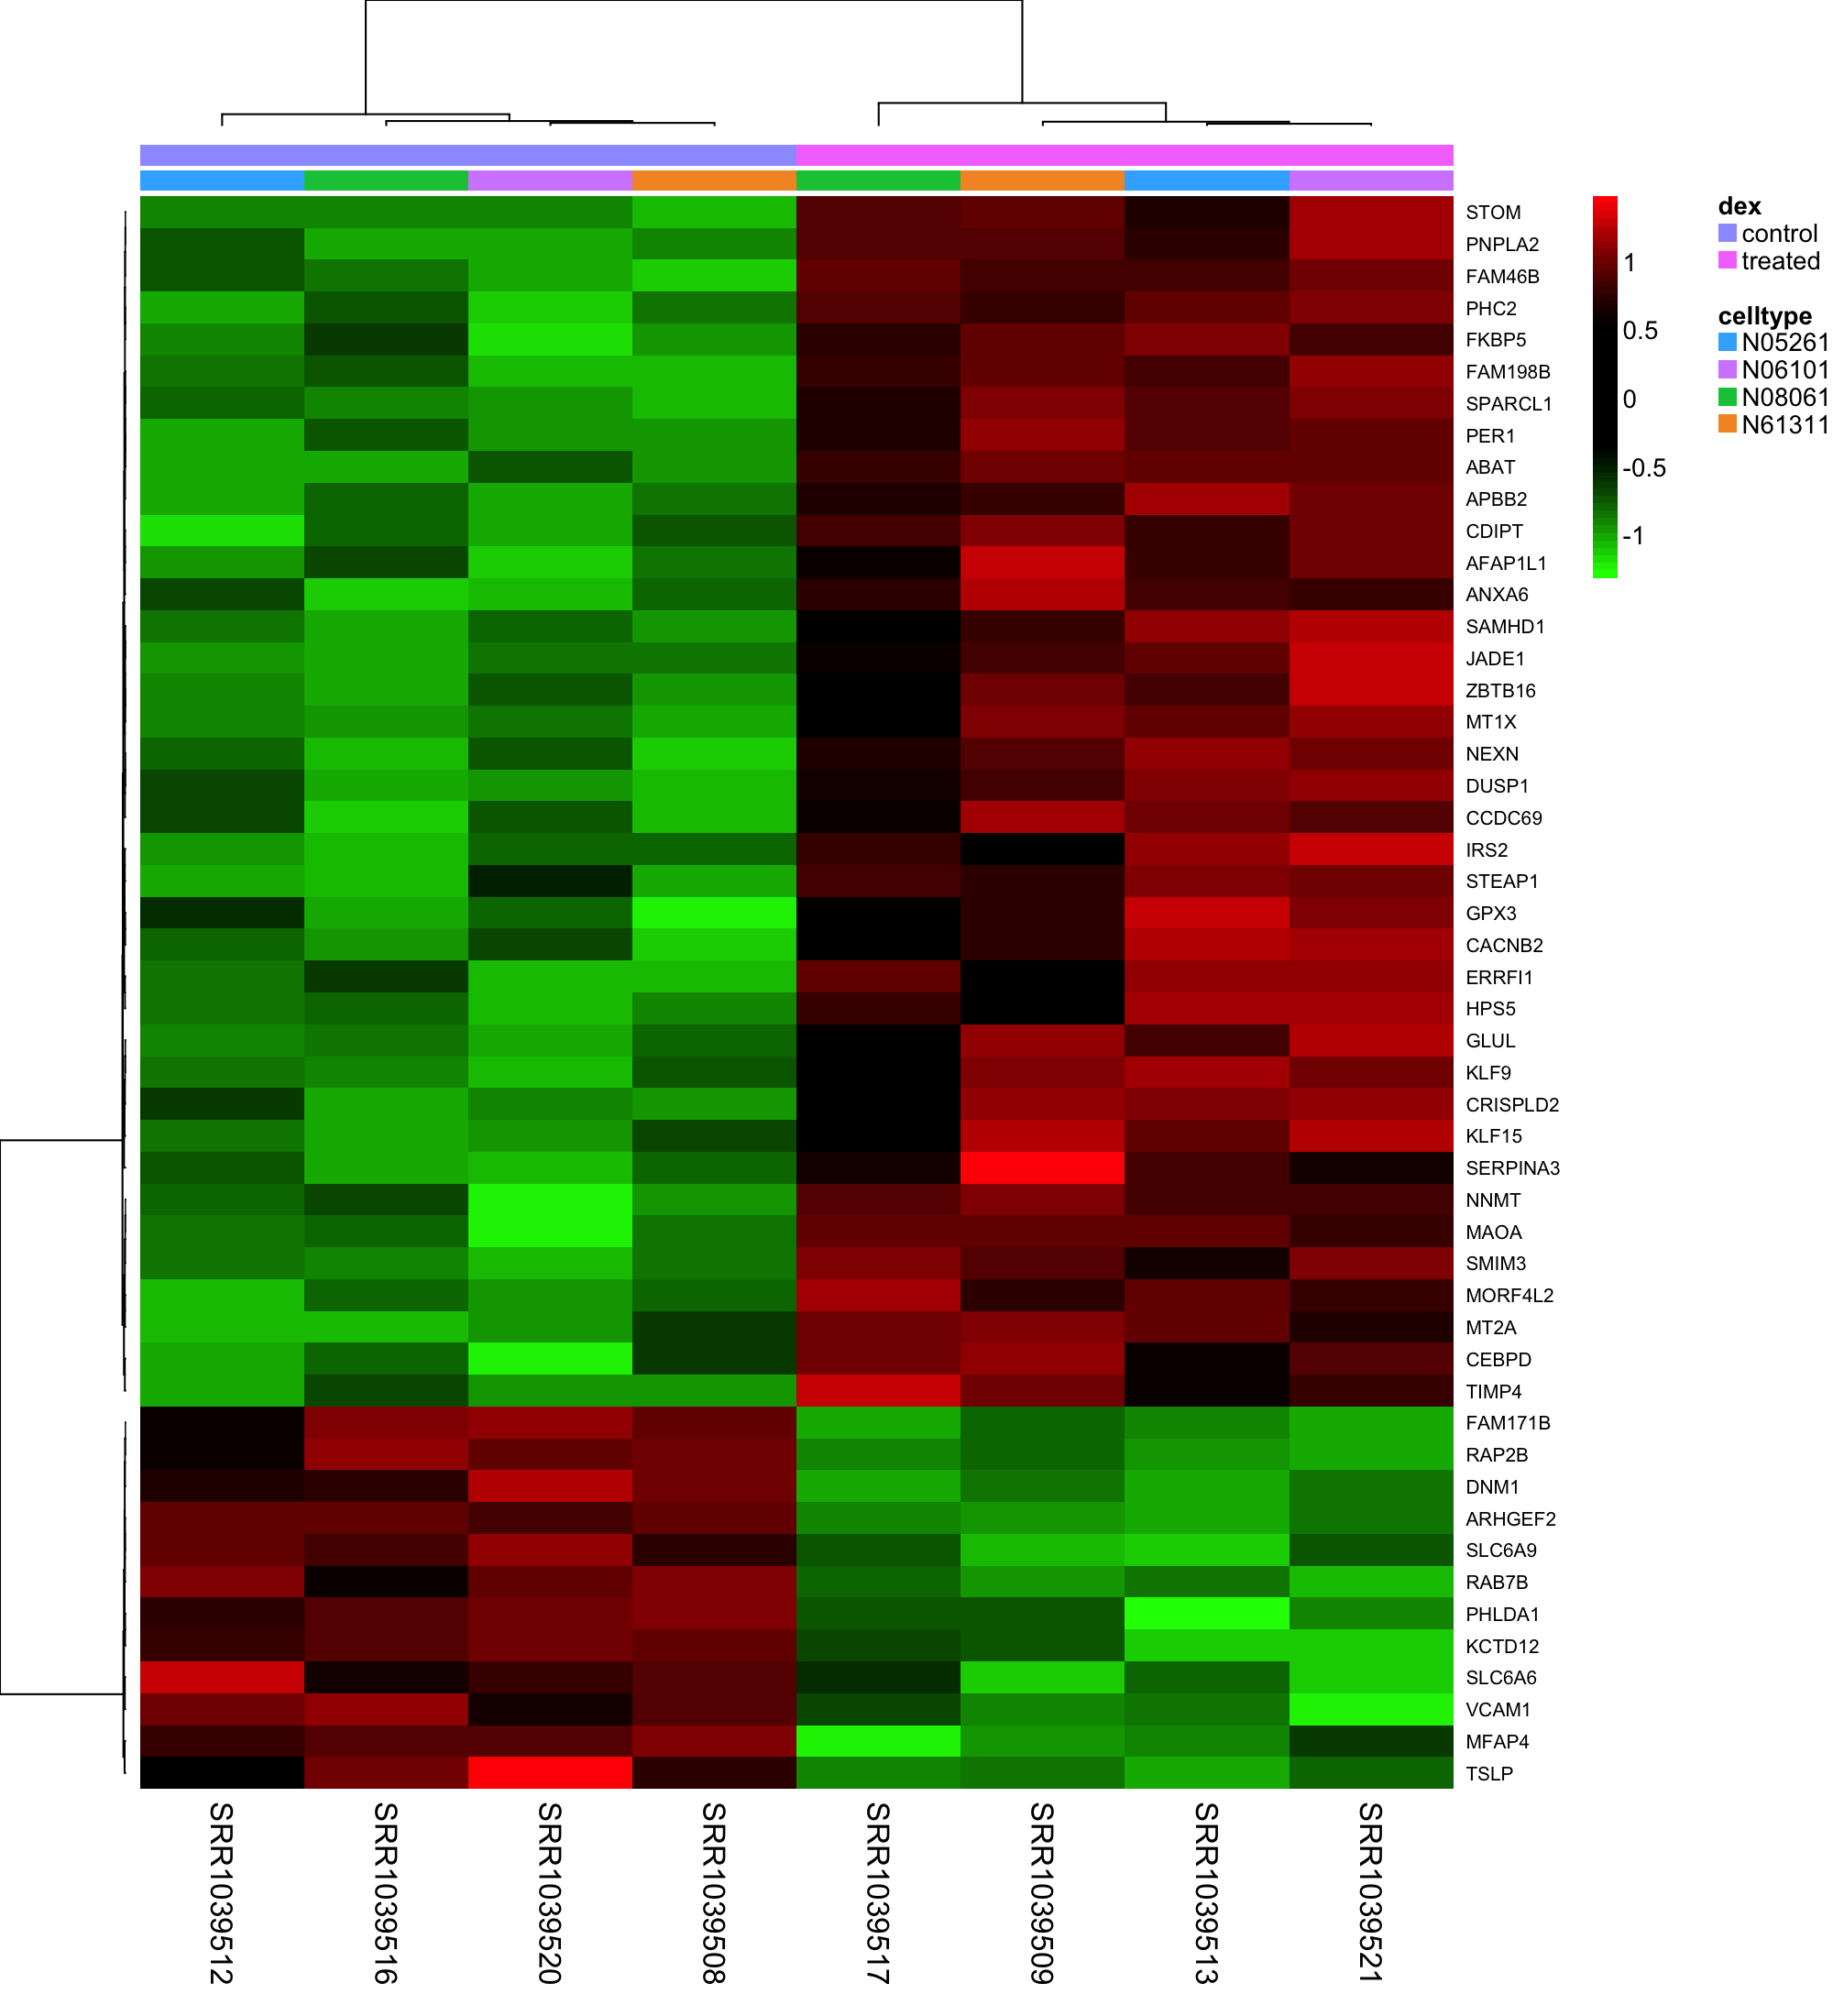 dex
control
treated
celltype
N05261
N06101
N08061
N61311
1
0.5
0
-0.5
-1
STOM
PNPLA2
FAM46B
PHC2
FKBP5
FAM198B
SPARCL1
PER1
ABAT
APBB2
CDIPT
AFAP1L1
ANXA6
SAMHD1
JADE1
ZBTB16
MT1X
NEXN
DUSP1
CCDC69
IRS2
STEAP1
GPX3
CACNB2
ERRFI1
HPS5
GLUL
KLF9
CRISPLD2
KLF15
SERPINA3
NNMT
MAOA
SMIM3
MORF4L2
MT2A
CEBPD
TIMP4
FAM171B
RAP2B
DNM1
ARHGEF2
SLC6A9
RAB7B
PHLDA1
KCTD12
SLC6A6
VCAM1
MFAP4
TSLP
SRR1039512
SRR1039516
SRR1039520
SRR1039508
SRR1039517
SRR1039509
SRR1039513
SRR1039521